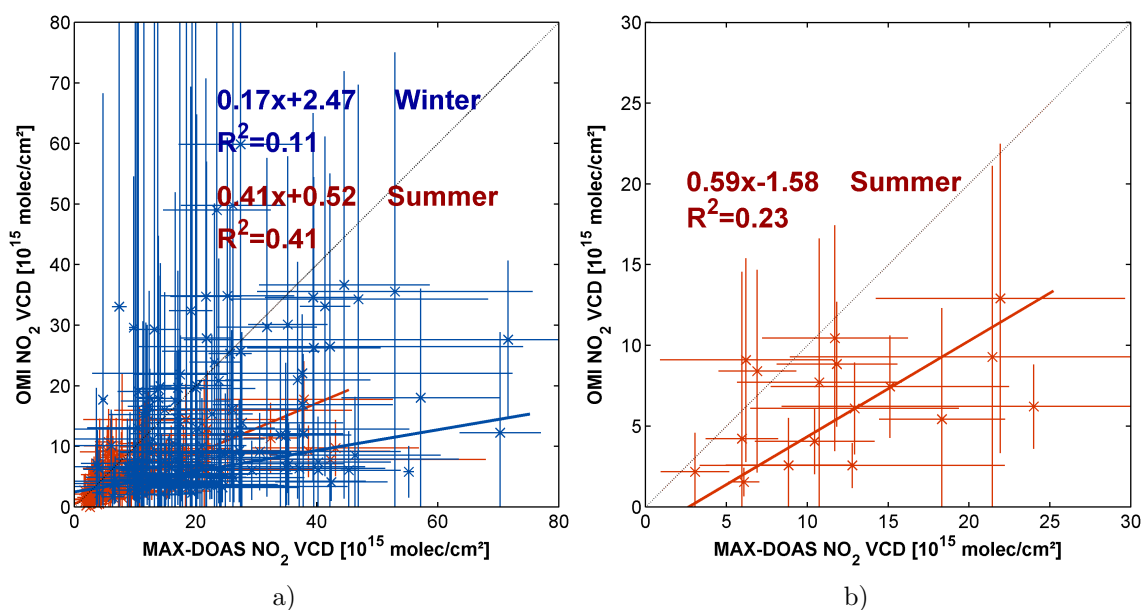 80
70
60
50
40
30
20
10
0
OMI NO2 VCD [10^15 molec/cm²]
0.17x+2.47 Winter
R^2=0.11
0.41x+0.52 Summer
R^2=0.41
0 20 40 60 80
MAX-DOAS NO2 VCD [10^15 molec/cm²]
a)
30
25
20
15
10
5
0
OMI NO2 VCD [10^15 molec/cm²]
0.59x-1.58 Summer
R^2=0.23
0 5 10 15 20 25 30
MAX-DOAS NO2 VCD [10^15 molec/cm²]
b)